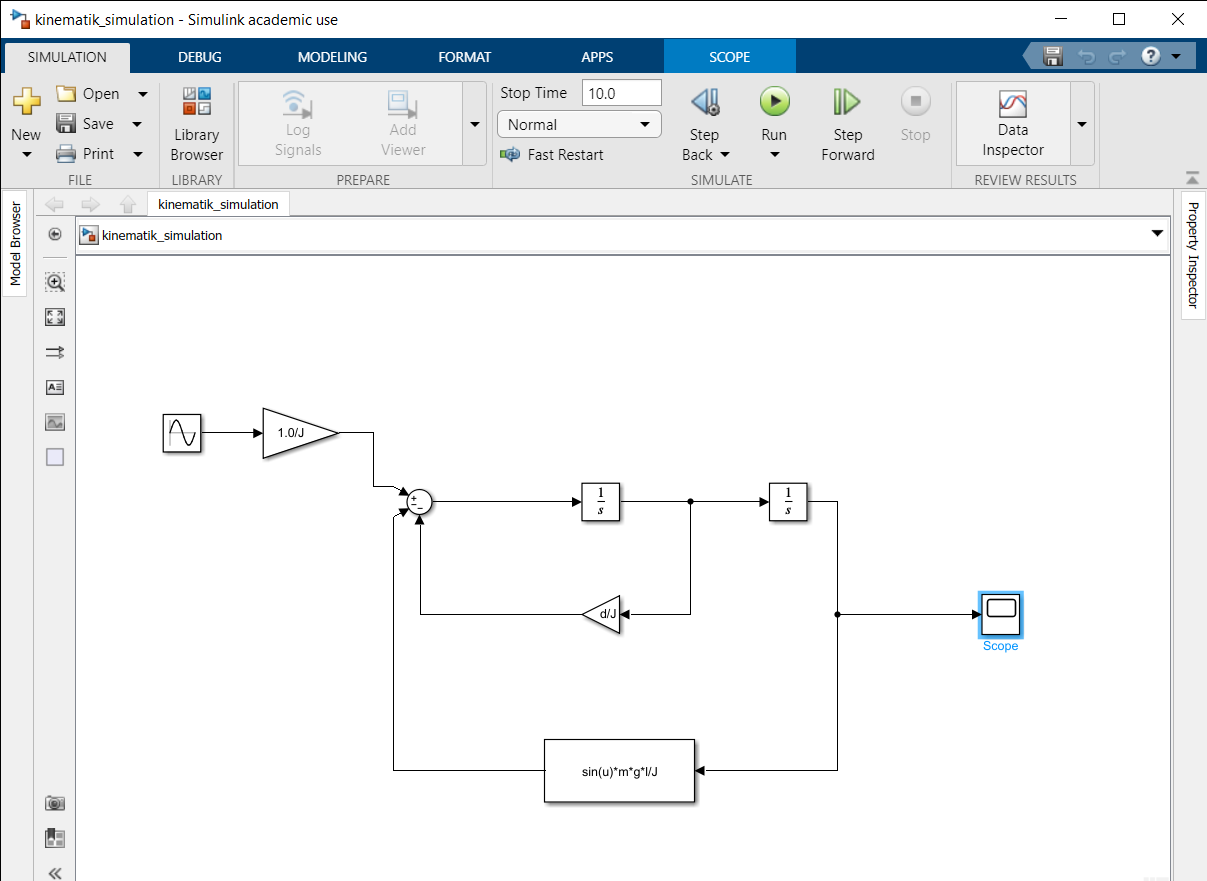 kinematik_simulation - Simulink academic use
SIMULATION DEBUG MODELING FORMAT APPS SCOPE
New
Open
Save
Print
FILE
Library
Browser
LIBRARY
Log
Signals
Add
Viewer
PREPARE
Stop Time 10.0
Normal
Fast Restart
Step
Back
Run
Step
Forward
Stop
SIMULATE
Data
Inspector
REVIEW RESULTS
Model Browser
kinematik_simulation
kinematik_simulation
Property Inspector
1.0/J
+
−
−
1
s
1
s
d/J
Scope
sin(u)*m*g*l/J